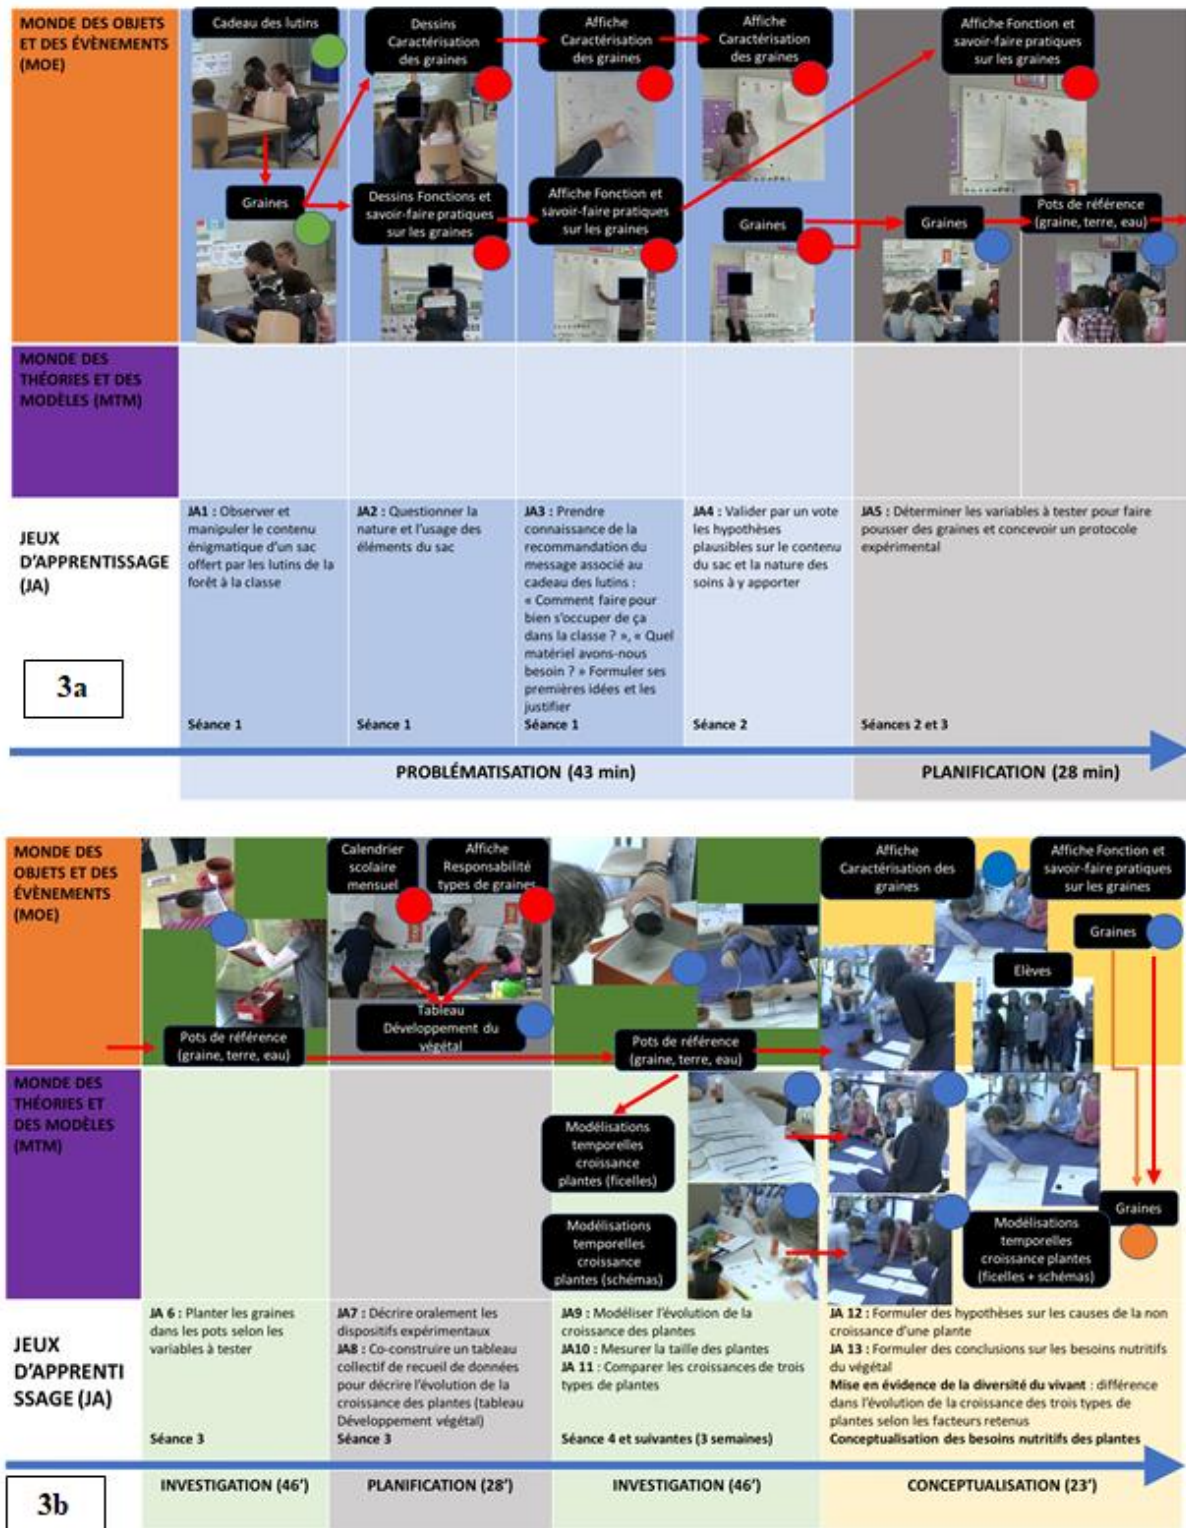 MONDE DES OBJETS
ET DES ÉVÈNEMENTS
(MOE)
Cadeau des lutins
Dessins
Caractérisation
des graines
Affiche
Caractérisation
des graines
Affiche
Caractérisation
des graines
Affiche Fonction et
savoir-faire pratiques
sur les graines
Graines
Dessins Fonctions et
savoir-faire pratiques
sur les graines
Affiche Fonction et
savoir-faire pratiques
sur les graines
Graines
Graines
Pots de référence
(graine, terre, eau)
MONDE DES
THÉORIES ET DES
MODÈLES (MTM)
JEUX
D'APPRENTISSAGE
(JA)
JA1 : Observer et
manipuler le contenu
énigmatique d'un sac
offert par les lutins de la
forêt à la classe
Séance 1
JA2 : Questionner la
nature et l'usage des
éléments du sac
Séance 1
JA3 : Prendre
connaissance de la
recommandation du
message associé au
cadeau des lutins :
« Comment faire pour
bien s'occuper de ça
dans la classe ? », « Quel
matériel avons-nous
besoin ? » Formuler ses
premières idées et les
justifier
Séance 1
JA4 : Valider par un vote
les hypothèses
plausibles sur le contenu
du sac et la nature des
soins à y apporter
Séance 2
JA5 : Déterminer les variables à tester pour faire
pousser des graines et concevoir un protocole
expérimental
Séances 2 et 3
3a
PROBLÉMATISATION (43 min)
PLANIFICATION (28 min)
MONDE DES
OBJETS ET DES
ÉVÈNEMENTS
(MOE)
Calendrier
scolaire
mensuel
Affiche
Responsabilité
types de graines
Affiche
Caractérisation des
graines
Affiche Fonction et
savoir-faire pratiques
sur les graines
Graines
Elèves
Tableau
Développement du
végétal
Pots de référence
(graine, terre, eau)
Pots de référence
(graine, terre, eau)
MONDE DES
THÉORIES ET
DES MODÈLES
(MTM)
Modélisations
temporelles
croissance
plantes (ficelles)
Modélisations
temporelles
croissance
plantes (schémas)
Graines
Modélisations
temporelles
croissance plantes
(ficelles + schémas)
JEUX
D'APPRENTI
SSAGE (JA)
JA 6 : Planter les graines
dans les pots selon les
variables à tester
Séance 3
JA7 : Décrire oralement les
dispositifs expérimentaux
JA8 : Co-construire un tableau
collectif de recueil de données
pour décrire l'évolution de la
croissance des plantes (tableau
Développement végétal)
Séance 3
JA9 : Modéliser l'évolution de la
croissance des plantes
JA10 : Mesurer la taille des plantes
JA 11 : Comparer les croissances de trois
types de plantes
Séance 4 et suivantes (3 semaines)
JA 12 : Formuler des hypothèses sur les causes de la non
croissance d'une plante
JA 13 : Formuler des conclusions sur les besoins nutritifs
du végétal
Mise en évidence de la diversité du vivant : différence
dans l'évolution de la croissance des trois types de
plantes selon les facteurs retenus
Conceptualisation des besoins nutritifs des plantes
3b
INVESTIGATION (46')
PLANIFICATION (28')
INVESTIGATION (46')
CONCEPTUALISATION (23')